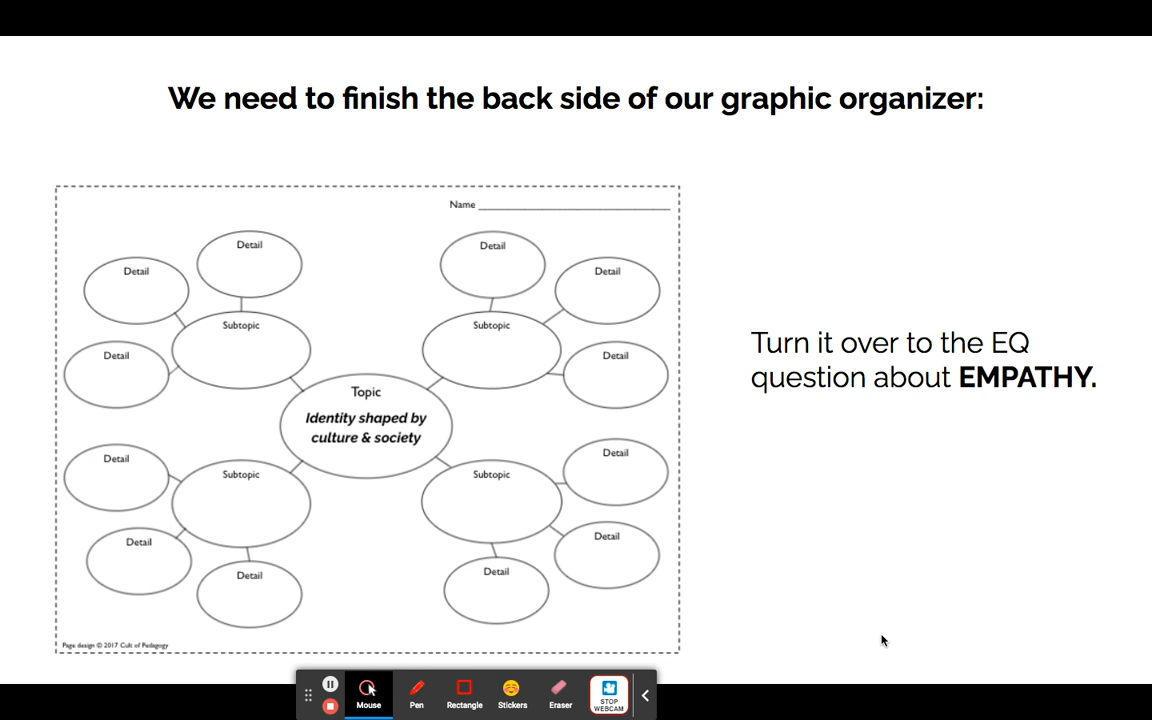 We need to finish the back side of our graphic organizer:
Name
Detail
Detail
Detail
Subtopic
Detail
Detail
Detail
Subtopic
Topic
Identity shaped by
culture & society
Turn it over to the EQ
question about EMPATHY.
Detail
Detail
Detail
Subtopic
Detail
Detail
Detail
Subtopic
Page design © 2017 Cult of Pedagogy
Mouse
Pen
Rectangle
Stickers
Eraser
STOP
WEBCAM